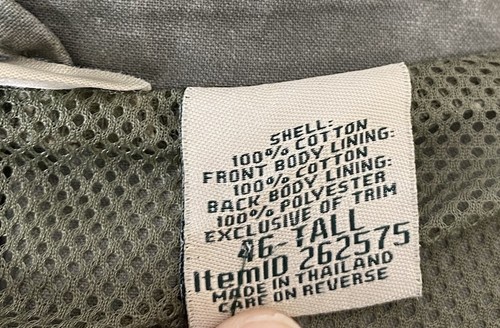 SHELL:
100% COTTON
FRONT BODY LINING:
100% COTTON
BACK BODY LINING:
100% POLYESTER
EXCLUSIVE OF TRIM
46-TALL
ItemID 262575
MADE IN THAILAND
CARE ON REVERSE